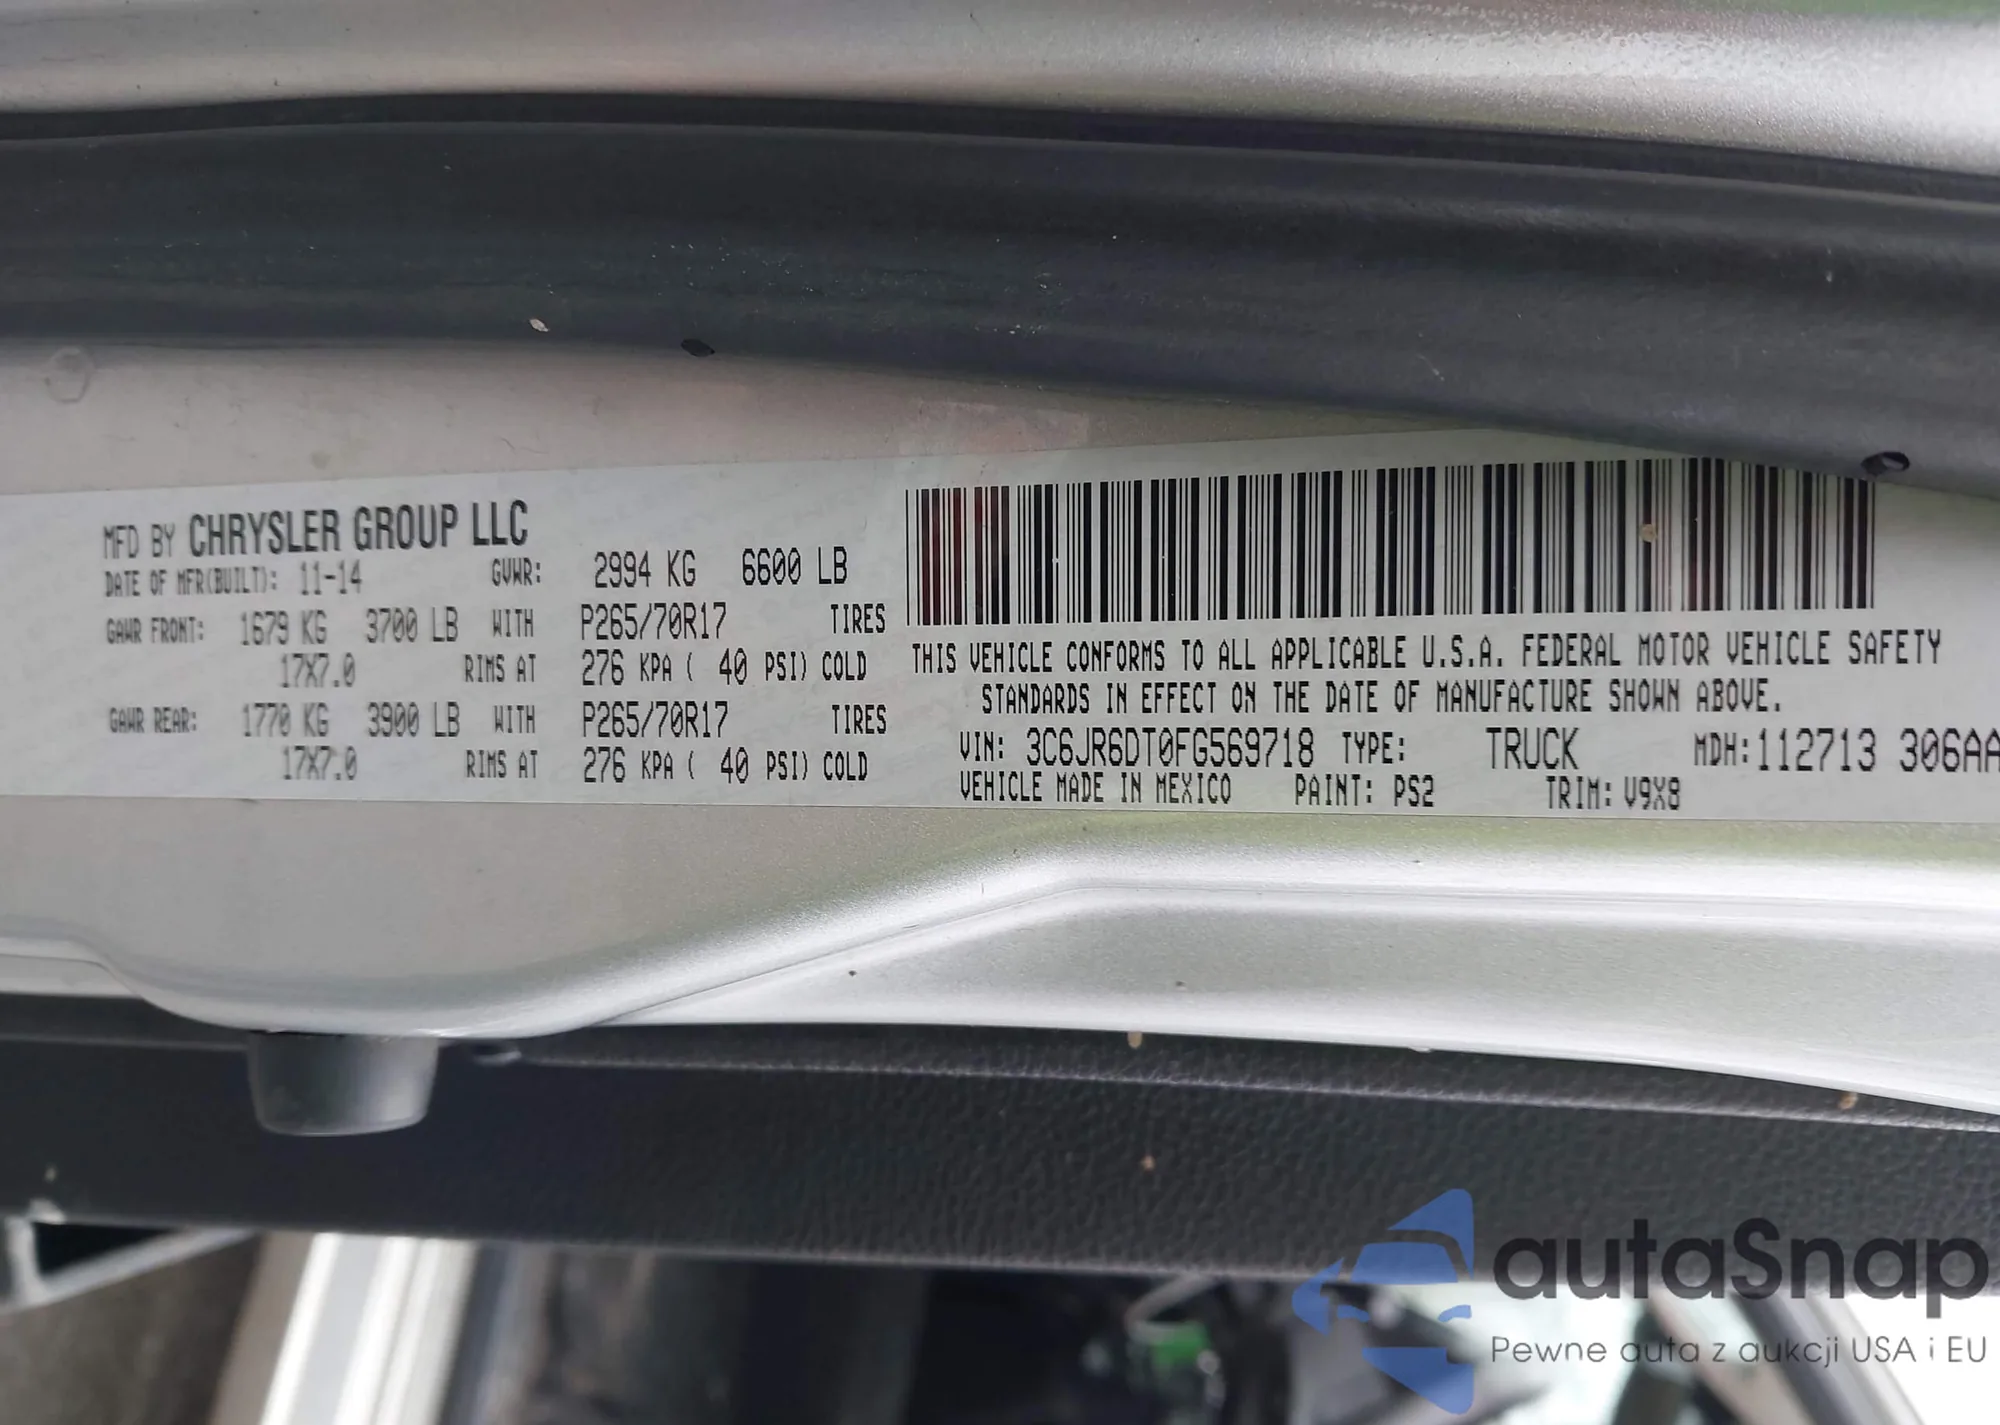 MFD BY CHRYSLER GROUP LLC
DATE OF MFR(BUILT): 11-14 GVWR: 2994 KG 6600 LB
GAWR FRONT: 1679 KG 3700 LB WITH P265/70R17 TIRES
17X7.0 RIMS AT 276 KPA ( 40 PSI) COLD
GAWR REAR: 1770 KG 3900 LB WITH P265/70R17 TIRES
17X7.0 RIMS AT 276 KPA ( 40 PSI) COLD
THIS VEHICLE CONFORMS TO ALL APPLICABLE U.S.A. FEDERAL MOTOR VEHICLE SAFETY
STANDARDS IN EFFECT ON THE DATE OF MANUFACTURE SHOWN ABOVE.
VIN: 3C6JR6DT0FG569718 TYPE: TRUCK MDH: 112713 306AA
VEHICLE MADE IN MEXICO PAINT: PS2 TRIM: V9X8
autaSnap
Pewne auta z aukcji USA i EU